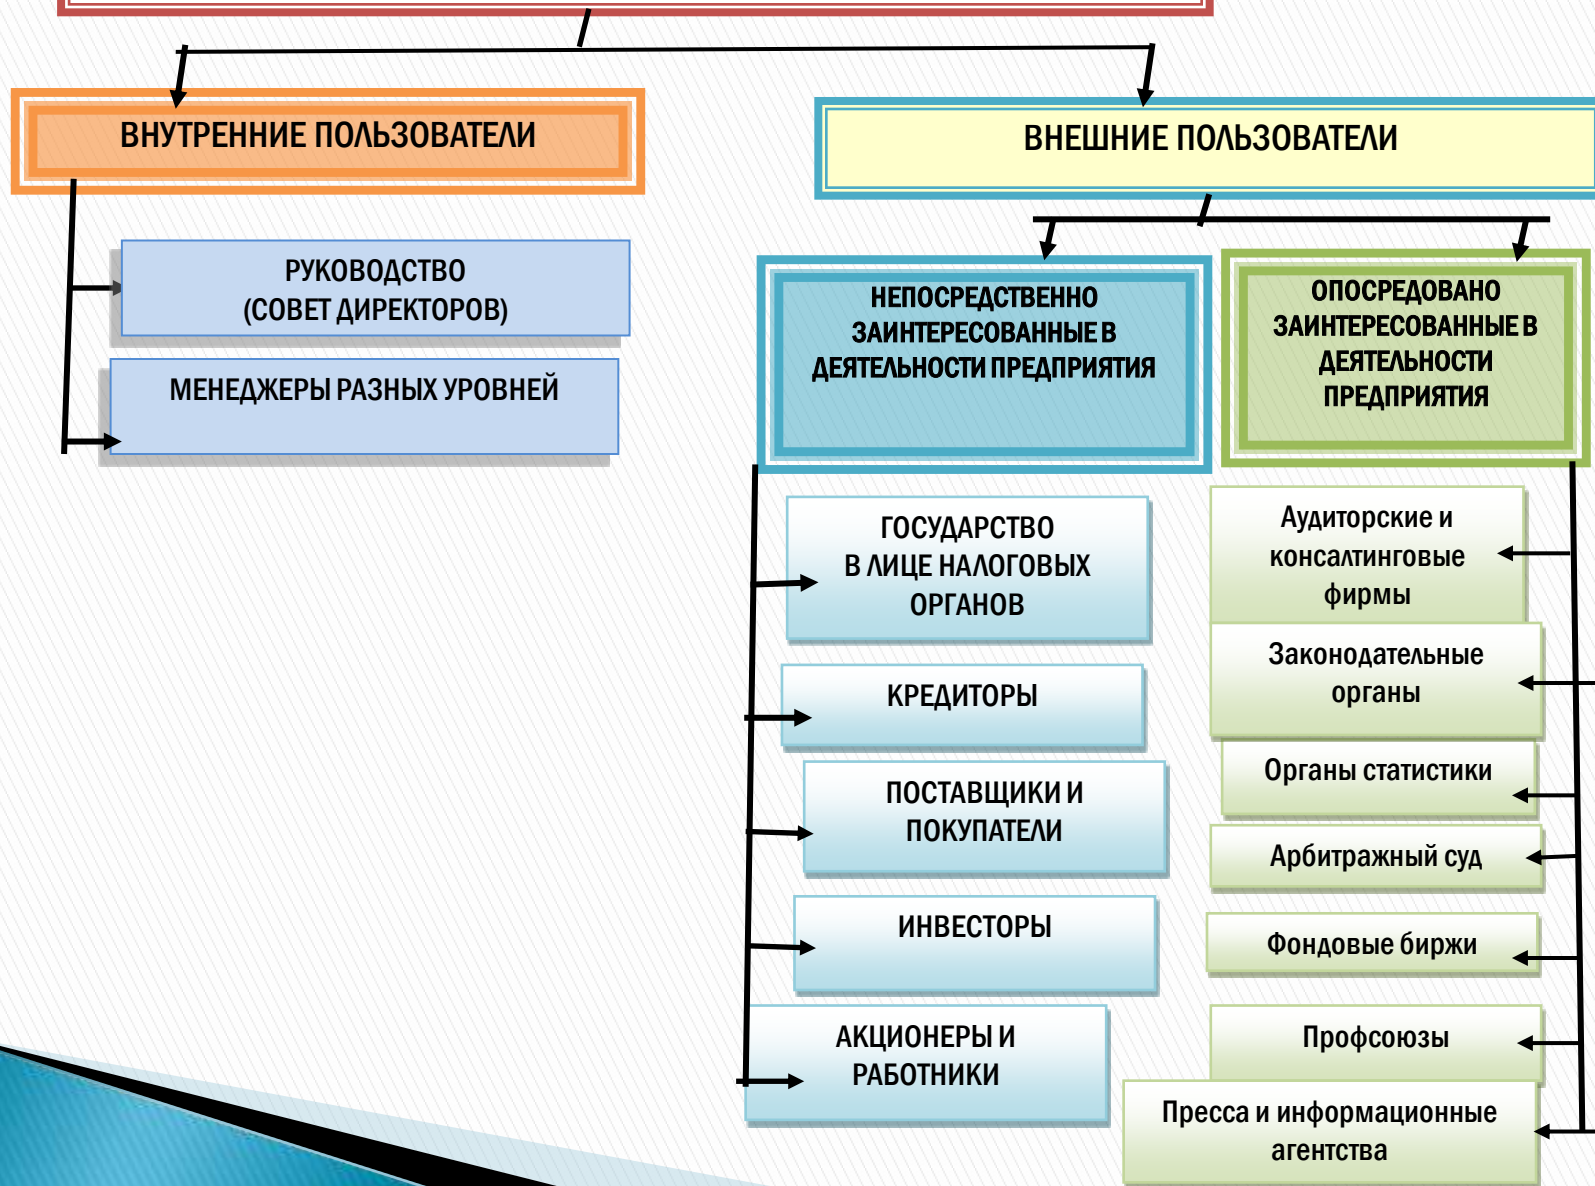 ВНУТРЕННИЕ ПОЛЬЗОВАТЕЛИ
ВНЕШНИЕ ПОЛЬЗОВАТЕЛИ
РУКОВОДСТВО
(СОВЕТ ДИРЕКТОРОВ)
МЕНЕДЖЕРЫ РАЗНЫХ УРОВНЕЙ
НЕПОСРЕДСТВЕННО
ЗАИНТЕРЕСОВАННЫЕ В
ДЕЯТЕЛЬНОСТИ ПРЕДПРИЯТИЯ
ОПОСРЕДОВАНО
ЗАИНТЕРЕСОВАННЫЕ В
ДЕЯТЕЛЬНОСТИ
ПРЕДПРИЯТИЯ
ГОСУДАРСТВО
В ЛИЦЕ НАЛОГОВЫХ
ОРГАНОВ
КРЕДИТОРЫ
ПОСТАВЩИКИ И
ПОКУПАТЕЛИ
ИНВЕСТОРЫ
АКЦИОНЕРЫ И
РАБОТНИКИ
Аудиторские и
консалтинговые
фирмы
Законодательные
органы
Органы статистики
Арбитражный суд
Фондовые биржи
Профсоюзы
Пресса и информационные
агентства